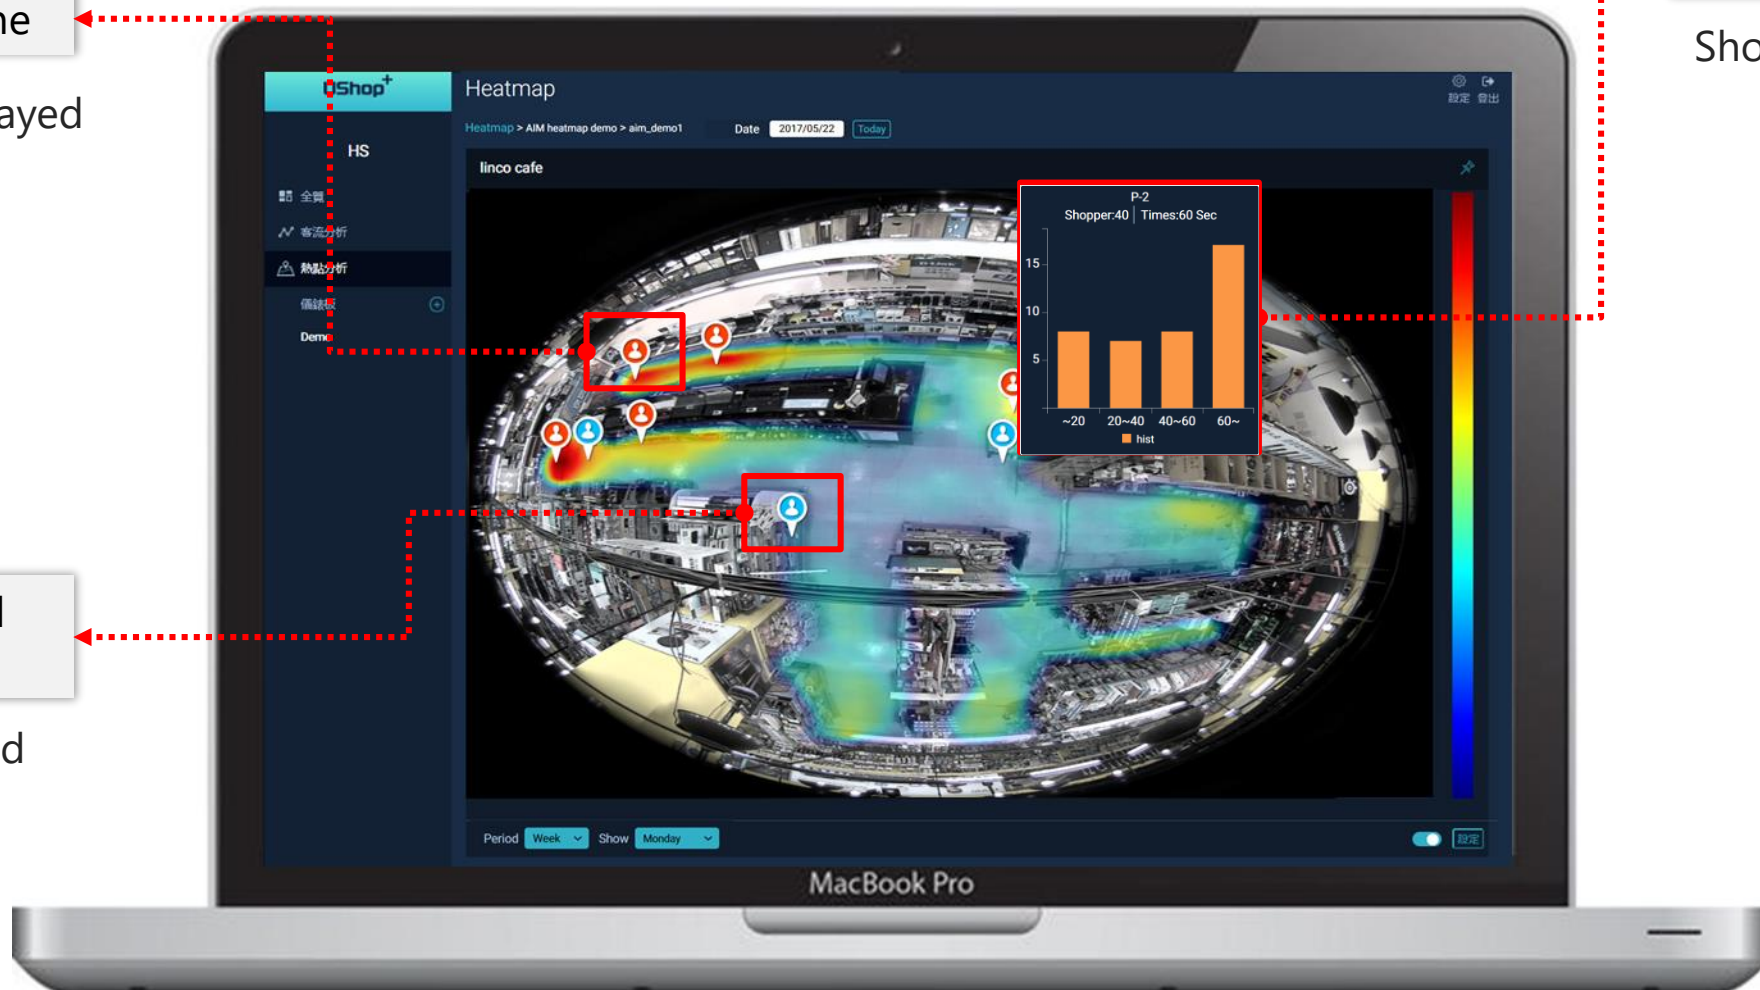 ne
ayed
Sho
UShop+
Heatmap
設定 登出
Heatmap > AIM heatmap demo > aim_demo1
Date 2017/05/22 Today
HS
linco cafe
全覽
客流分析
熱點分析
儀錶板
Demo
P-2
Shopper:40 | Times:60 Sec
15
10
5
~20 20~40 40~60 60~
hist
l
d
Period Week Show Monday
設定
MacBook Pro